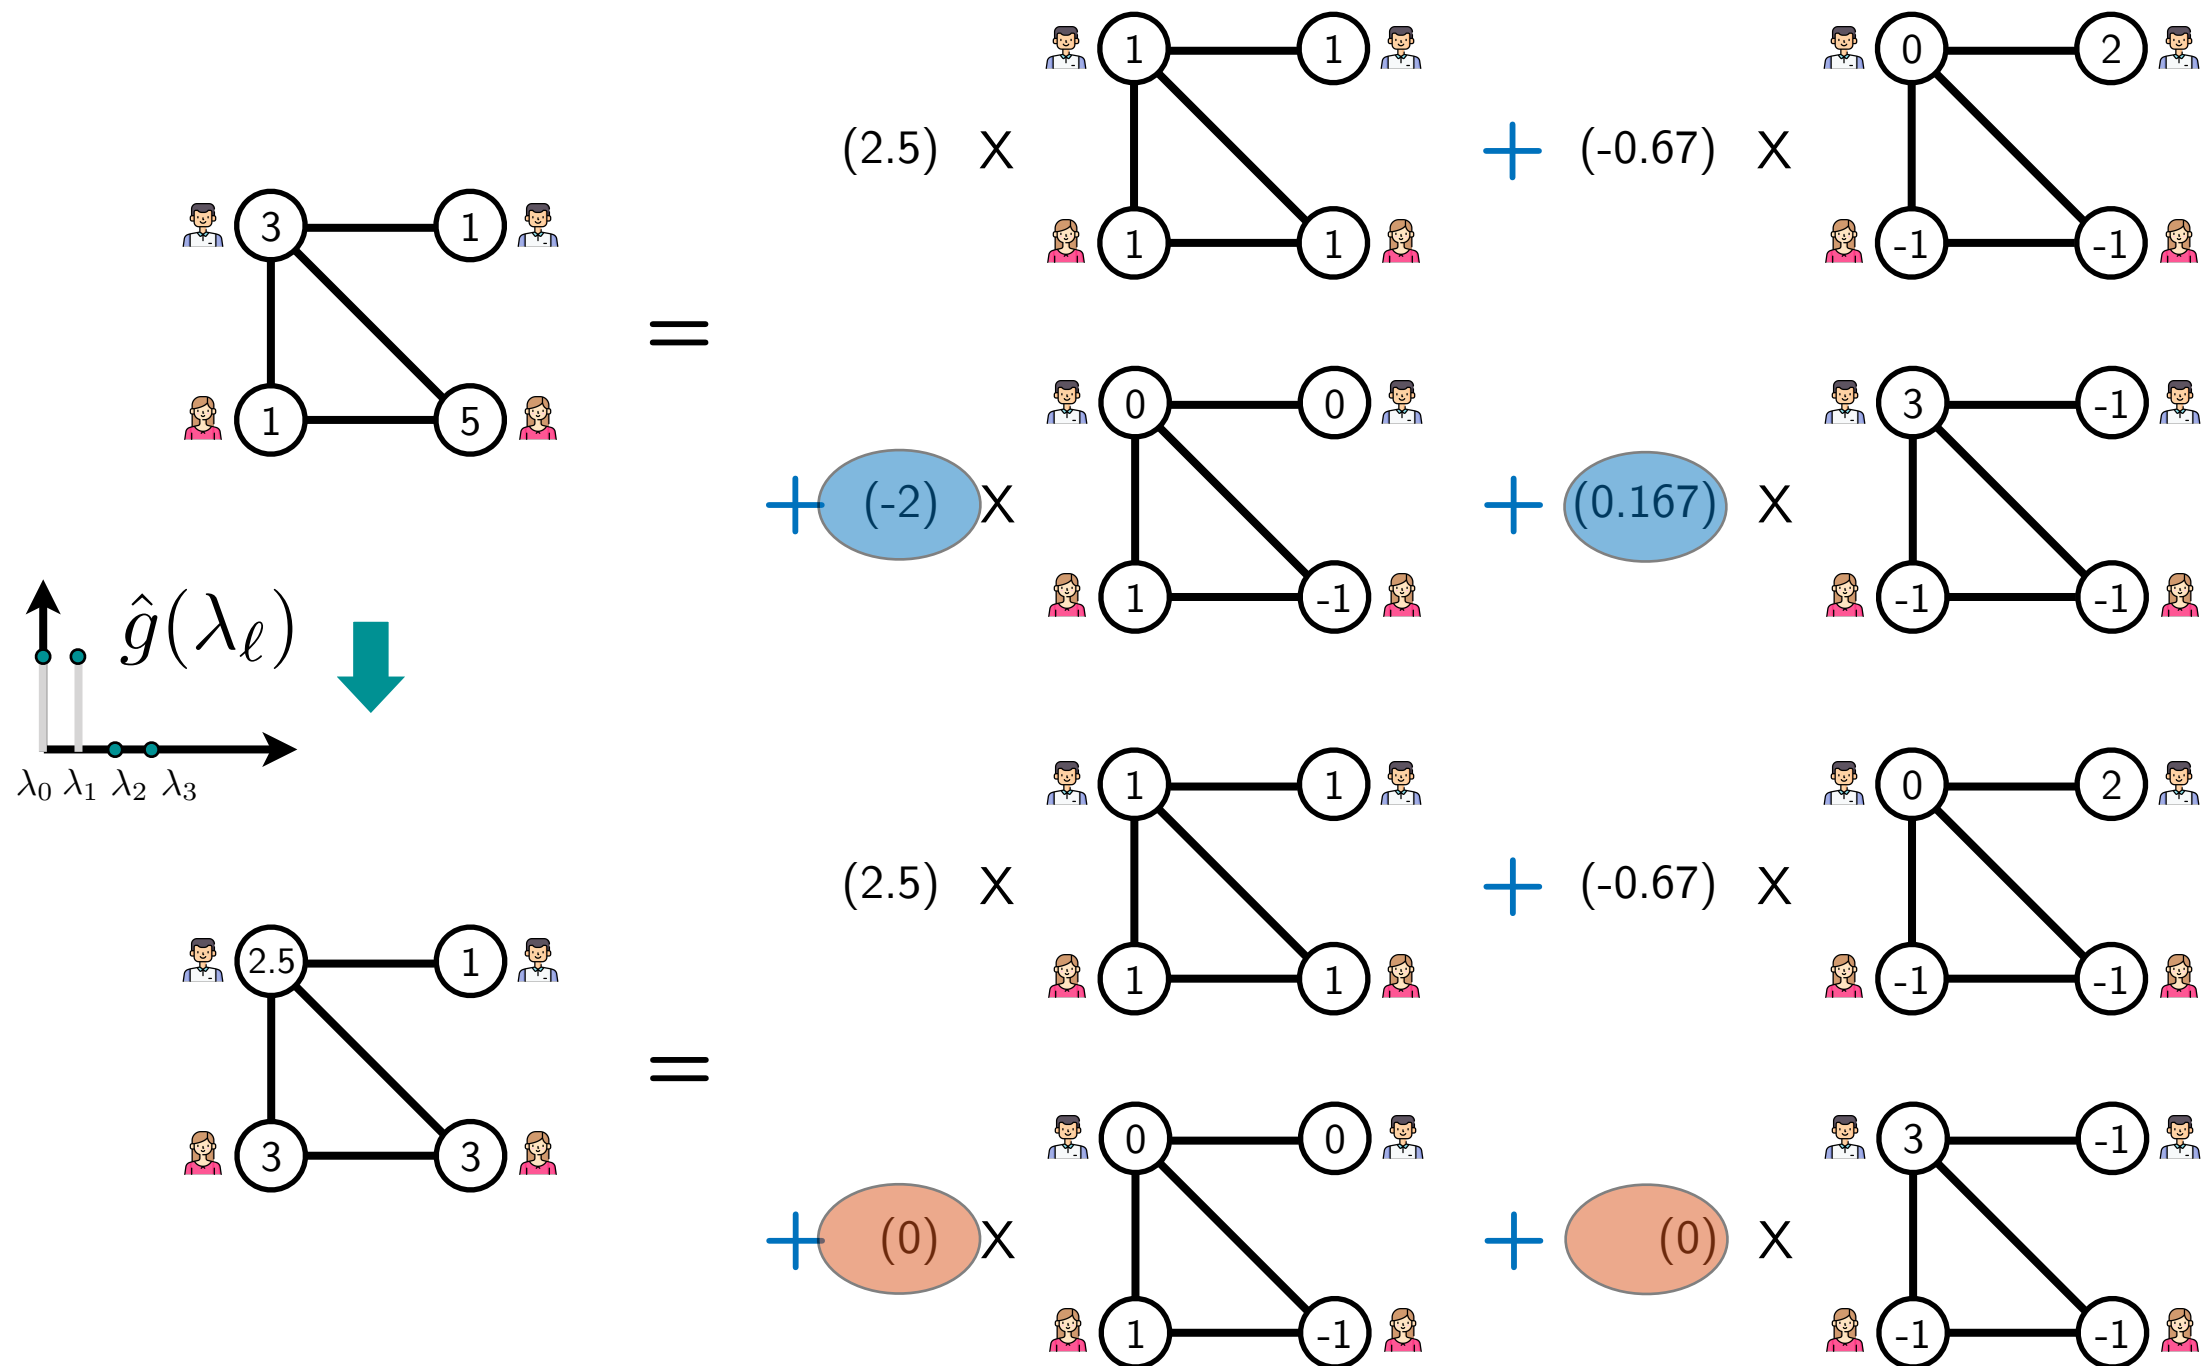 1 1 0 2
(2.5) X + (-0.67) X
1 1 -1 -1
3 1
1 5
=
0 0 3 -1
+ (-2) X + (0.167) X
1 -1 -1 -1
ĝ(λ_ℓ)
λ₀ λ₁ λ₂ λ₃
1 1 0 2
(2.5) X + (-0.67) X
1 1 -1 -1
2.5 1
3 3
=
0 0 3 -1
+ (0) X + (0) X
1 -1 -1 -1